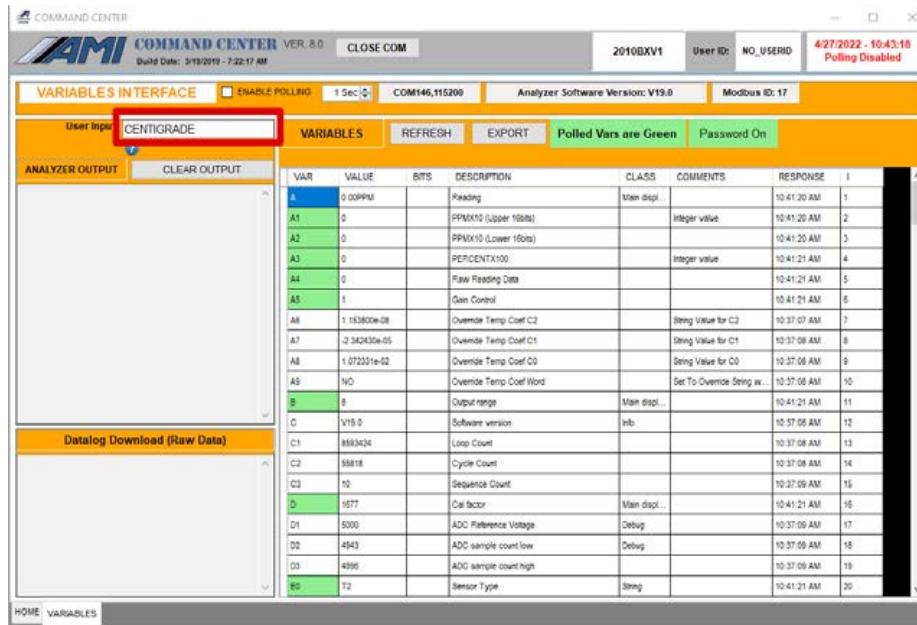 COMMAND CENTER
AMI COMMAND CENTER VER. 8.0 CLOSE COM 2010BXV1 User ID: NO_USERID 4/27/2022 - 10:43:16
Build Date: 3/19/2019 - 7:22:17 AM Polling Disabled
VARIABLES INTERFACE ENABLE POLLING 1 Sec COM146,115200 Analyzer Software Version: V19.0 Modbus ID: 17
User Input CENTIGRADE VARIABLES REFRESH EXPORT Polled Vars are Green Password On
?
ANALYZER OUTPUT CLEAR OUTPUT
VAR VALUE BITS DESCRIPTION CLASS COMMENTS RESPONSE I
A 0.00PPM Reading Main displ... 10:41:20 AM 1
A1 0 PPMX10 (Upper 16bits) Integer value 10:41:20 AM 2
A2 0 PPMX10 (Lower 16bits) 10:41:20 AM 3
A3 0 PERCENTX100 Integer value 10:41:21 AM 4
A4 0 Raw Reading Data 10:41:21 AM 5
A5 1 Gain Control 10:41:21 AM 6
A6 1.153800e-08 Override Temp Coef C2 String Value for C2 10:37:07 AM 7
A7 -2.342430e-05 Override Temp Coef C1 String Value for C1 10:37:08 AM 8
A8 1.072331e-02 Override Temp Coef C0 String Value for C0 10:37:08 AM 9
A9 NO Override Temp Coef Word Set To Override String w... 10:37:08 AM 10
B 8 Output range Main displ... 10:41:21 AM 11
C V19.0 Software version Info 10:37:08 AM 12
C1 8593424 Loop Count 10:37:08 AM 13
C2 55818 Cycle Count 10:37:08 AM 14
C3 10 Sequence Count 10:37:09 AM 15
D 1677 Cal factor Main displ... 10:41:21 AM 16
D1 5000 ADC Reference Voltage Debug 10:37:09 AM 17
D2 4943 ADC sample count low Debug 10:37:09 AM 18
D3 4996 ADC sample count high 10:37:09 AM 19
E0 T2 Sensor Type String 10:41:21 AM 20
Datalog Download (Raw Data)
HOME VARIABLES